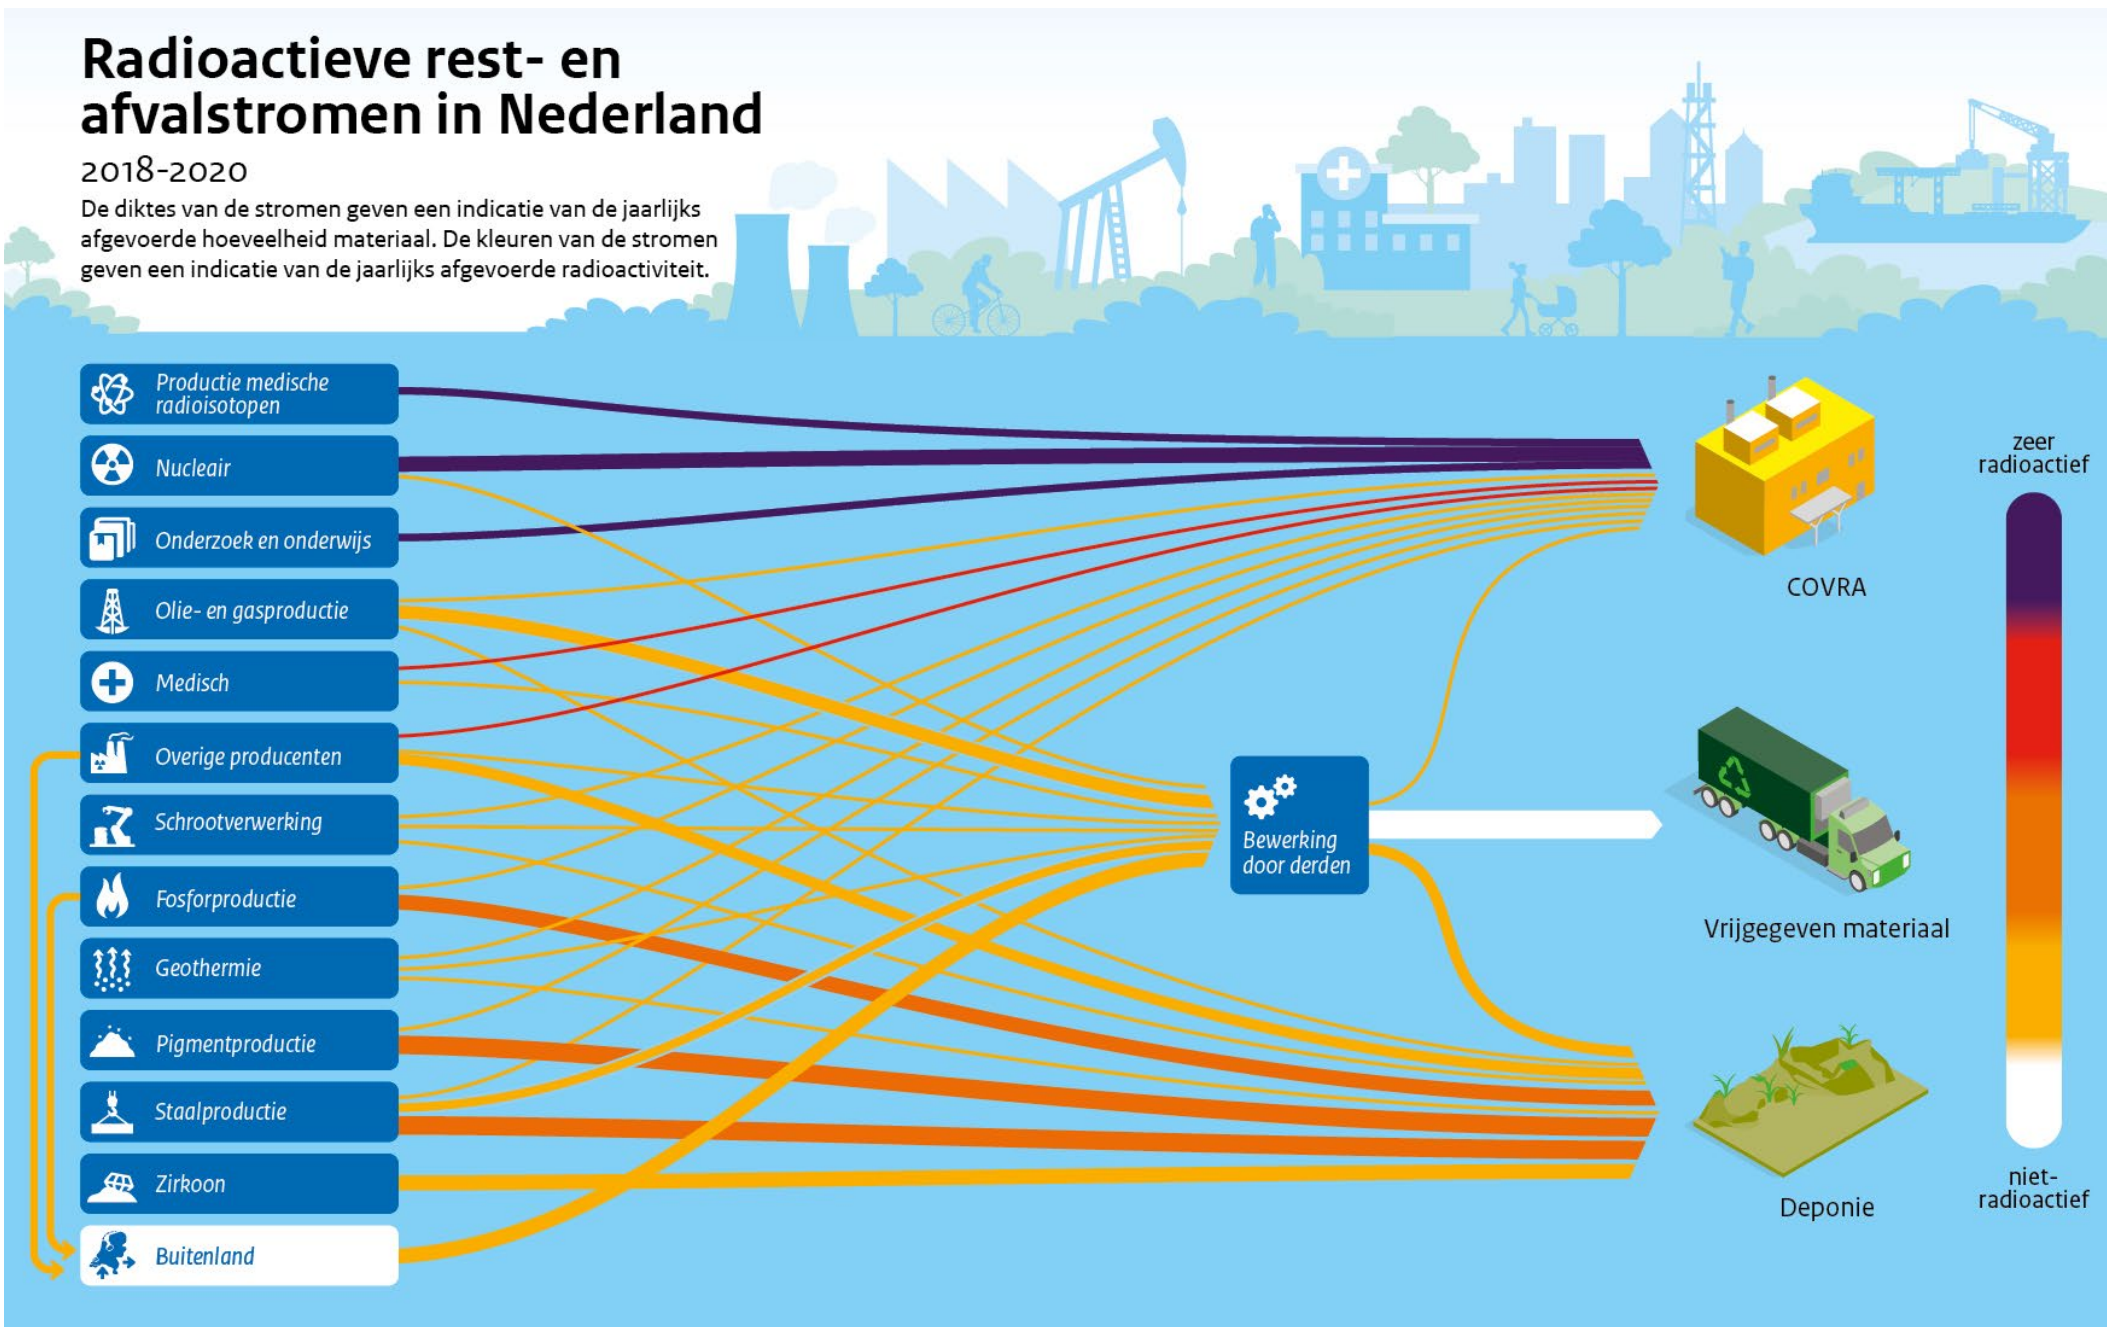 Radioactieve rest- en
afvalstromen in Nederland
2018-2020
De diktes van de stromen geven een indicatie van de jaarlijks
afgevoerde hoeveelheid materiaal. De kleuren van de stromen
geven een indicatie van de jaarlijks afgevoerde radioactiviteit.
Productie medische
radioisotopen
Nucleair
Onderzoek en onderwijs
Olie- en gasproductie
Medisch
Overige producenten
Schrootverwerking
Fosforproductie
Geothermie
Pigmentproductie
Staalproductie
Zirkoon
Buitenland
Bewerking
door derden
COVRA
Vrijgegeven materiaal
Deponie
zeer
radioactief
niet-
radioactief